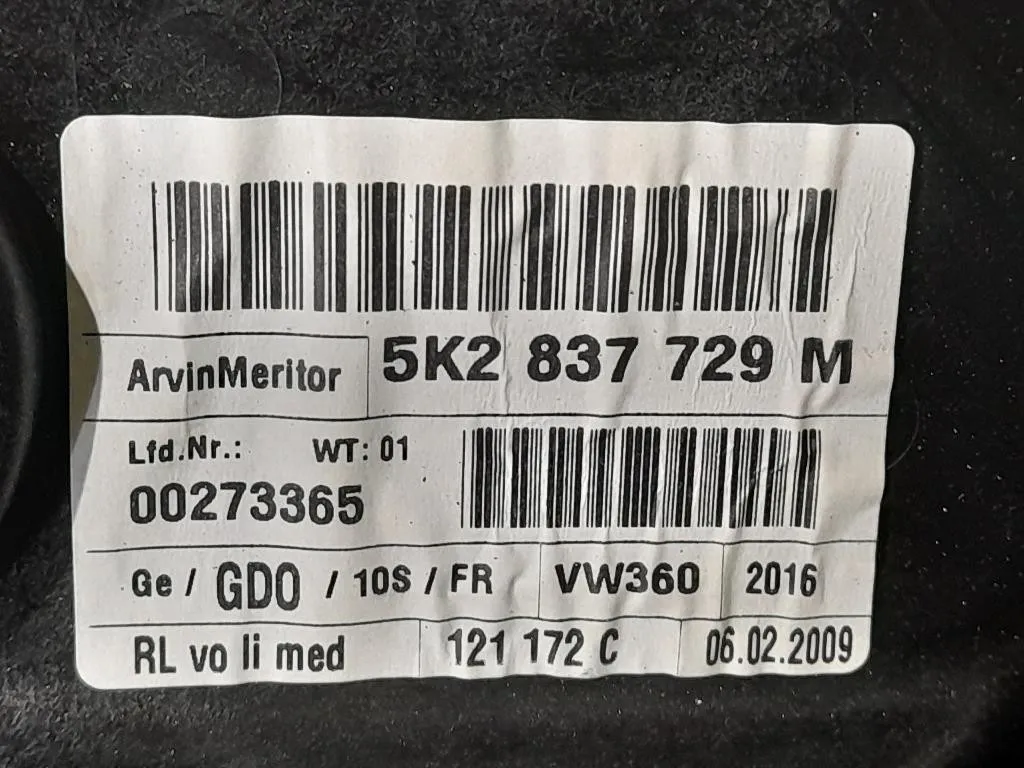 ArvinMeritor 5K2 837 729 M
Lfd.Nr.: WT: 01
00273365
Ge / GDO / 10S / FR VW360 2016
RL vo li med 121 172 C 06.02.2009